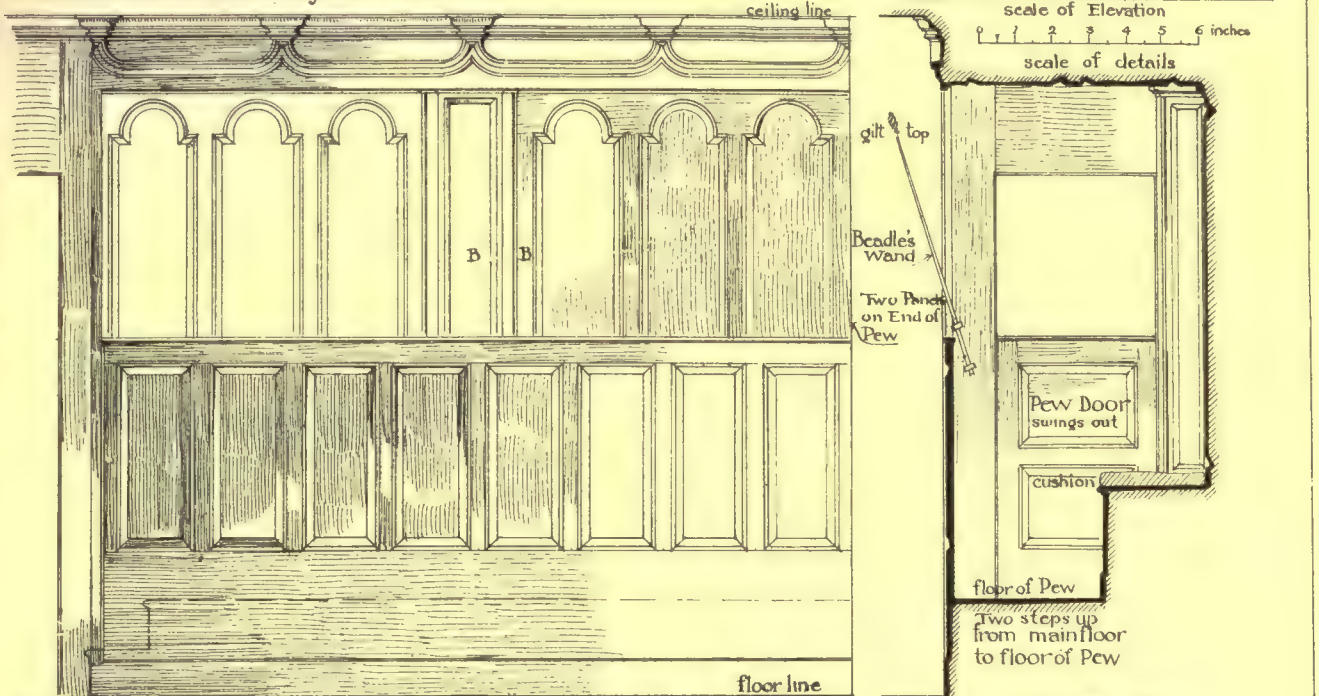 ceiling line
scale of Elevation
0 1 2 3 4 5 6 inches
scale of details
gilt top
Beadle's
Wand
Two Panels
on End of
Pew
B B
Pew Door
swings out
cushion
floor of Pew
Two steps up
from main floor
to floor of Pew
floor line